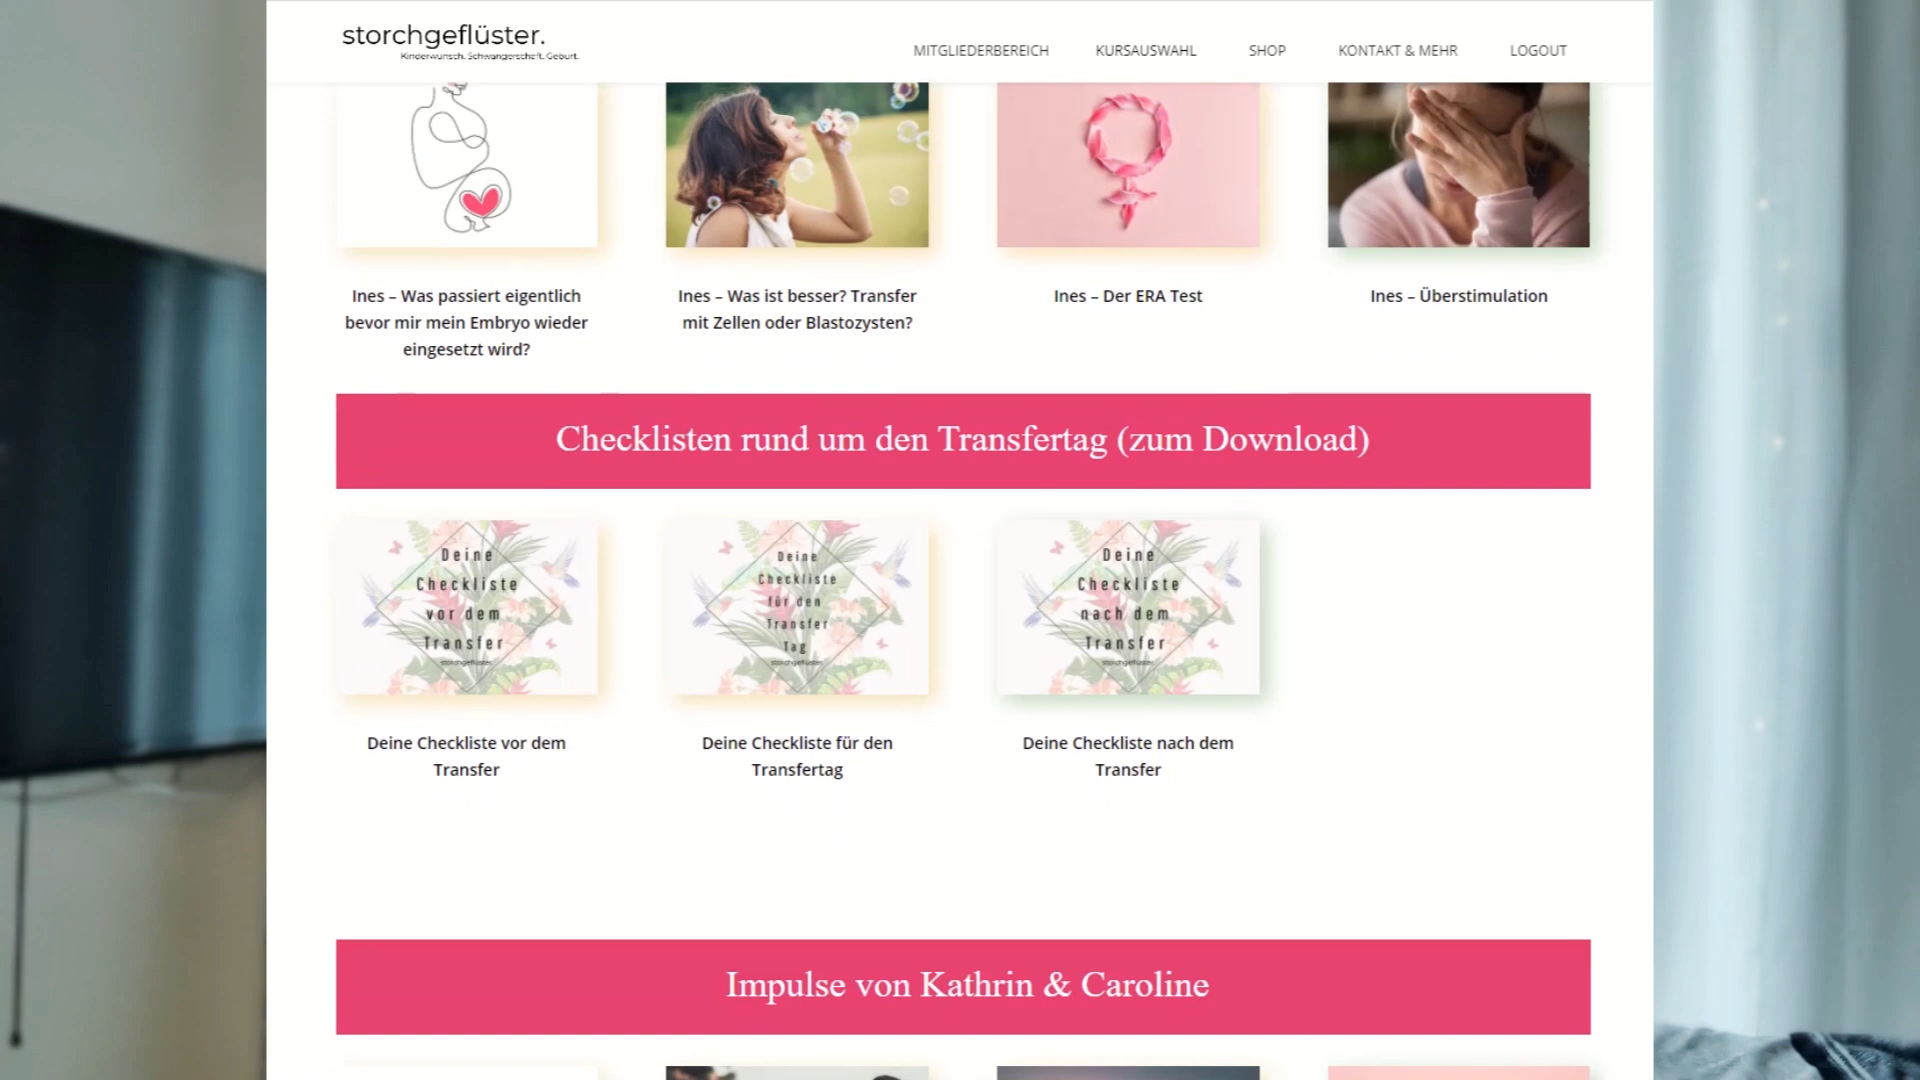 storchgeflüster.
Kinderwunsch. Schwangerschaft. Geburt.
MITGLIEDERBEREICH KURSAUSWAHL SHOP KONTAKT & MEHR LOGOUT
Ines – Was passiert eigentlich
bevor mir mein Embryo wieder
eingesetzt wird?
Ines – Was ist besser? Transfer
mit Zellen oder Blastozysten?
Ines – Der ERA Test
Ines – Überstimulation
Checklisten rund um den Transfertag (zum Download)
Deine
Checkliste
vor dem
Transfer
storchgeflüster.
Deine
Checkliste
für den
Transfer
Tag
storchgeflüster.
Deine
Checkliste
nach dem
Transfer
storchgeflüster.
Deine Checkliste vor dem
Transfer
Deine Checkliste für den
Transfertag
Deine Checkliste nach dem
Transfer
Impulse von Kathrin & Caroline